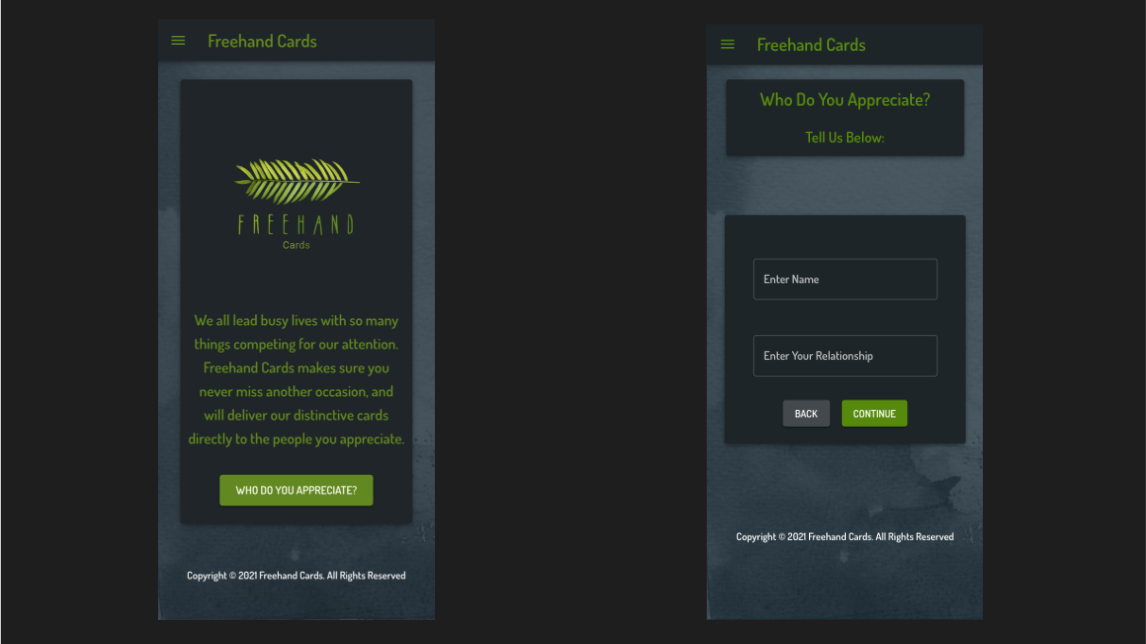 Freehand Cards
FREEHAND
Cards
We all lead busy lives with so many
things competing for our attention.
Freehand Cards makes sure you
never miss another occasion, and
will deliver our distinctive cards
directly to the people you appreciate.
WHO DO YOU APPRECIATE?
Copyright © 2021 Freehand Cards. All Rights Reserved
Freehand Cards
Who Do You Appreciate?
Tell Us Below:
Enter Name
Enter Your Relationship
BACK
CONTINUE
Copyright © 2021 Freehand Cards. All Rights Reserved